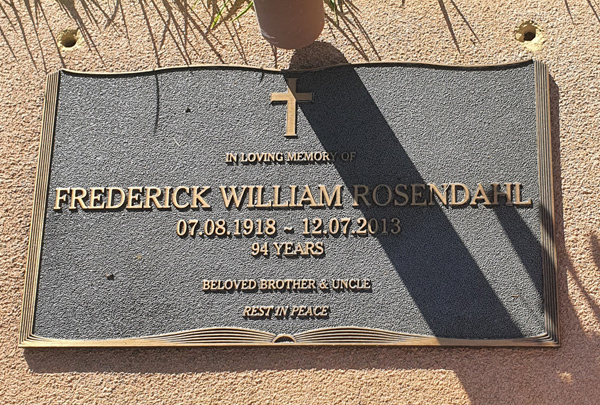 IN LOVING MEMORY OF
FREDERICK WILLIAM ROSENDAHL
07.08.1918 ~ 12.07.2013
94 YEARS
BELOVED BROTHER & UNCLE
REST IN PEACE